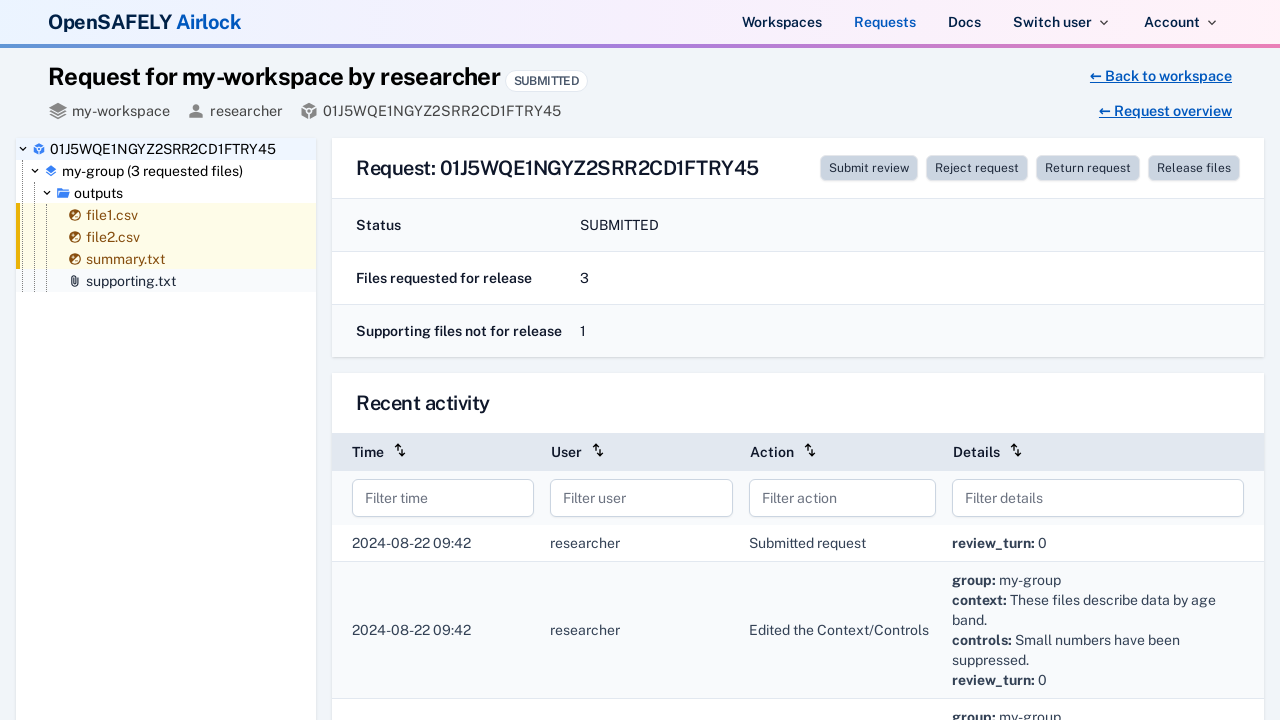 OpenSAFELY Airlock
Workspaces
Requests
Docs
Switch user
Account
Request for my-workspace by researcher SUBMITTED
← Back to workspace
my-workspace researcher 01J5WQE1NGYZ2SRR2CD1FTRY45
← Request overview
01J5WQE1NGYZ2SRR2CD1FTRY45
my-group (3 requested files)
outputs
file1.csv
file2.csv
summary.txt
supporting.txt
Request: 01J5WQE1NGYZ2SRR2CD1FTRY45
Submit review
Reject request
Return request
Release files
Status SUBMITTED
Files requested for release 3
Supporting files not for release 1
Recent activity
Time User Action Details
Filter time Filter user Filter action Filter details
2024-08-22 09:42 researcher Submitted request review_turn: 0
2024-08-22 09:42 researcher Edited the Context/Controls
group: my-group
context: These files describe data by age
band.
controls: Small numbers have been
suppressed.
review_turn: 0
group: my-group